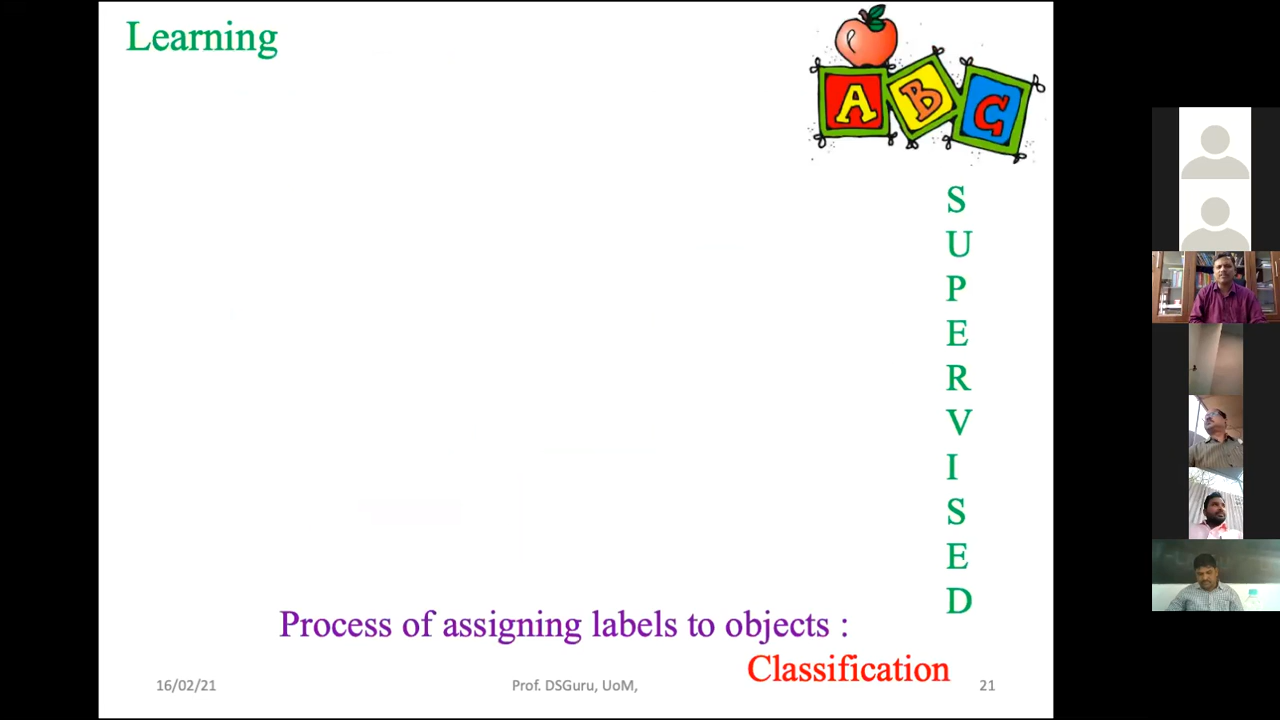 Learning
A B C
S
U
P
E
R
V
I
S
E
D
Process of assigning labels to objects :
Classification
16/02/21
Prof. DSGuru, UoM,
21